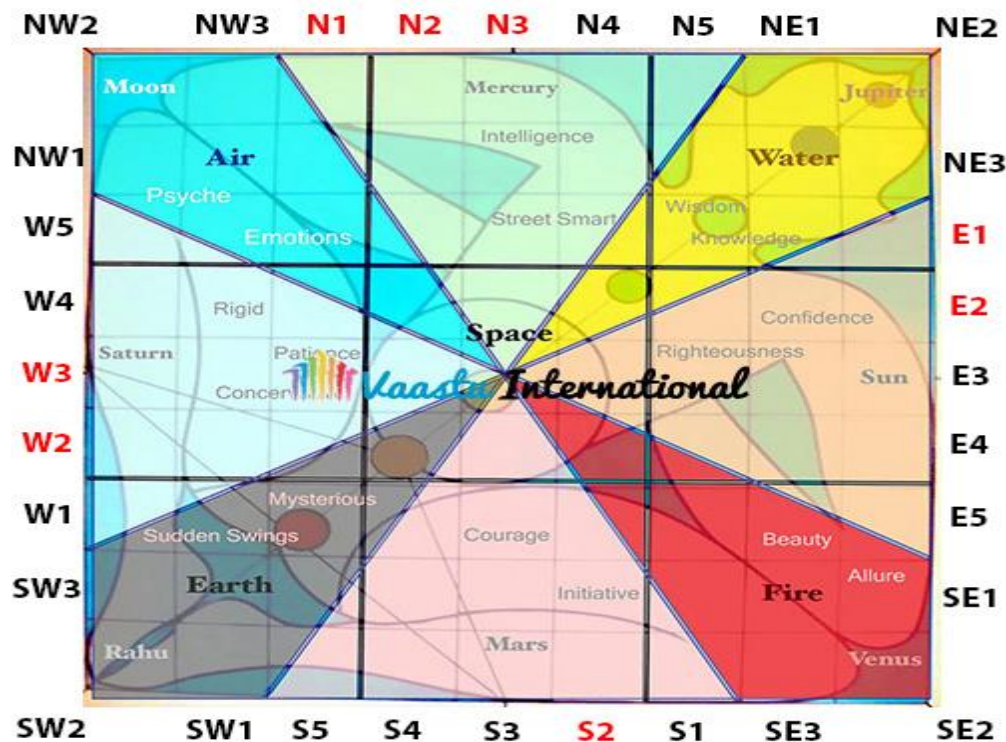 NW2 NW3 N1 N2 N3 N4 N5 NE1 NE2
Moon Mercury Jupiter
Intelligence
NW1 Air Water NE3
Psyche Wisdom
W5 Emotions Street Smart Knowledge E1
W4 Rigid Space Confidence E2
Saturn Patience Righteousness
W3 Vaastu International Sun E3
W2 E4
W1 Mysterious E5
Sudden Swings Courage Beauty
SW3 Earth Initiative Fire Allure SE1
Rahu Mars Venus
SW2 SW1 S5 S4 S3 S2 S1 SE3 SE2